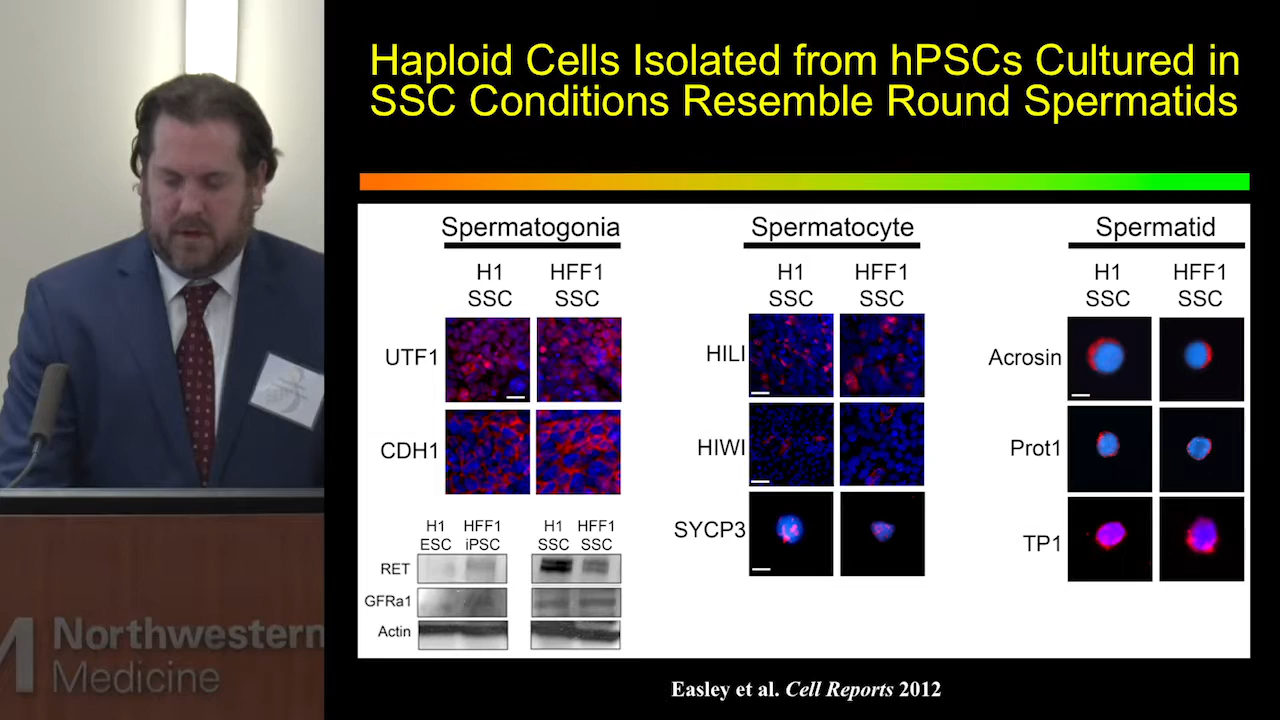 Haploid Cells Isolated from hPSCs Cultured in
SSC Conditions Resemble Round Spermatids
Spermatogonia
H1
SSC
HFF1
SSC
UTF1
CDH1
H1
ESC
HFF1
iPSC
H1
SSC
HFF1
SSC
RET
GFRa1
Actin
Spermatocyte
H1
SSC
HFF1
SSC
HILI
HIWI
SYCP3
Spermatid
H1
SSC
HFF1
SSC
Acrosin
Prot1
TP1
Easley et al. Cell Reports 2012
Northwestern
Medicine